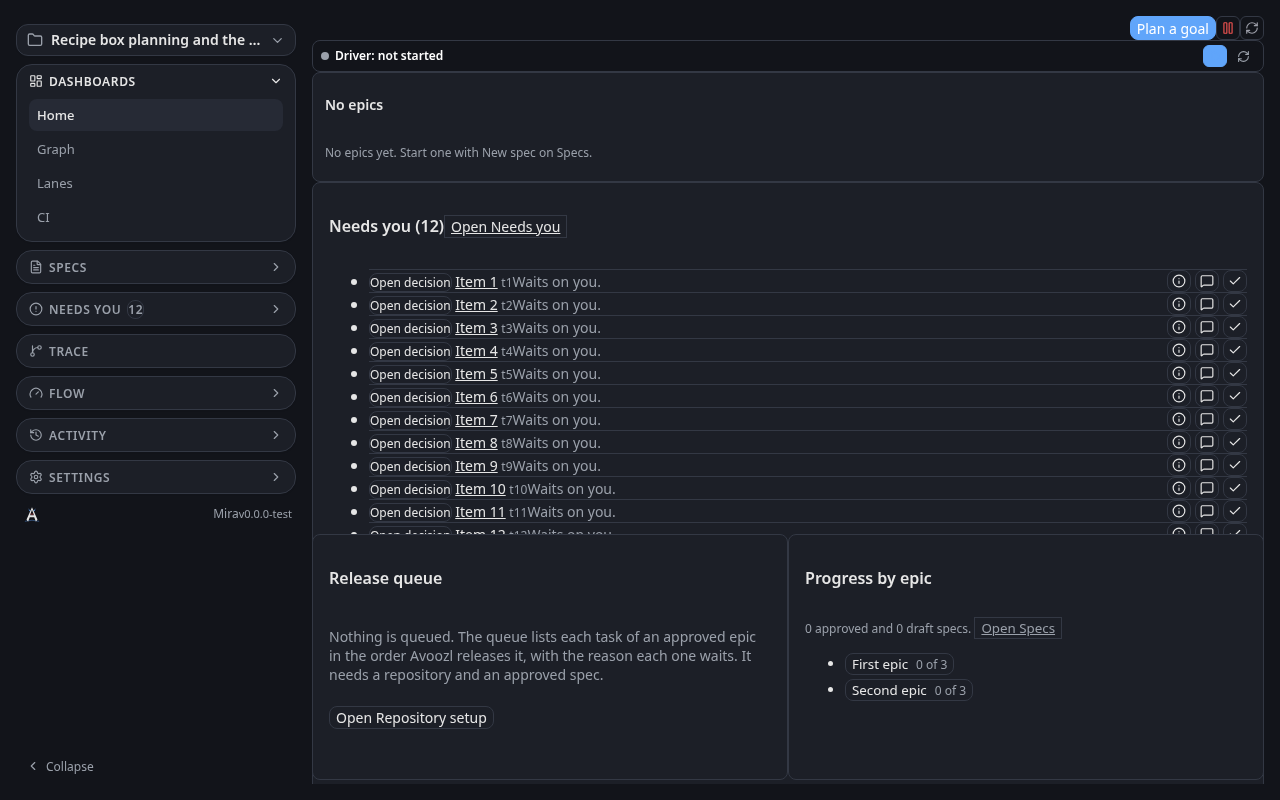 Recipe box planning and the ...
DASHBOARDS
Home
Graph
Lanes
CI
SPECS
NEEDS YOU 12
TRACE
FLOW
ACTIVITY
SETTINGS
Mirav0.0.0-test
Collapse
Plan a goal
Driver: not started
No epics
No epics yet. Start one with New spec on Specs.
Needs you (12) Open Needs you
Open decision Item 1 t1Waits on you.
Open decision Item 2 t2Waits on you.
Open decision Item 3 t3Waits on you.
Open decision Item 4 t4Waits on you.
Open decision Item 5 t5Waits on you.
Open decision Item 6 t6Waits on you.
Open decision Item 7 t7Waits on you.
Open decision Item 8 t8Waits on you.
Open decision Item 9 t9Waits on you.
Open decision Item 10 t10Waits on you.
Open decision Item 11 t11Waits on you.
Open decision Item 12 t12Waits on you.
Release queue
Nothing is queued. The queue lists each task of an approved epic
in the order Avoozl releases it, with the reason each one waits. It
needs a repository and an approved spec.
Open Repository setup
Progress by epic
0 approved and 0 draft specs. Open Specs
First epic 0 of 3
Second epic 0 of 3